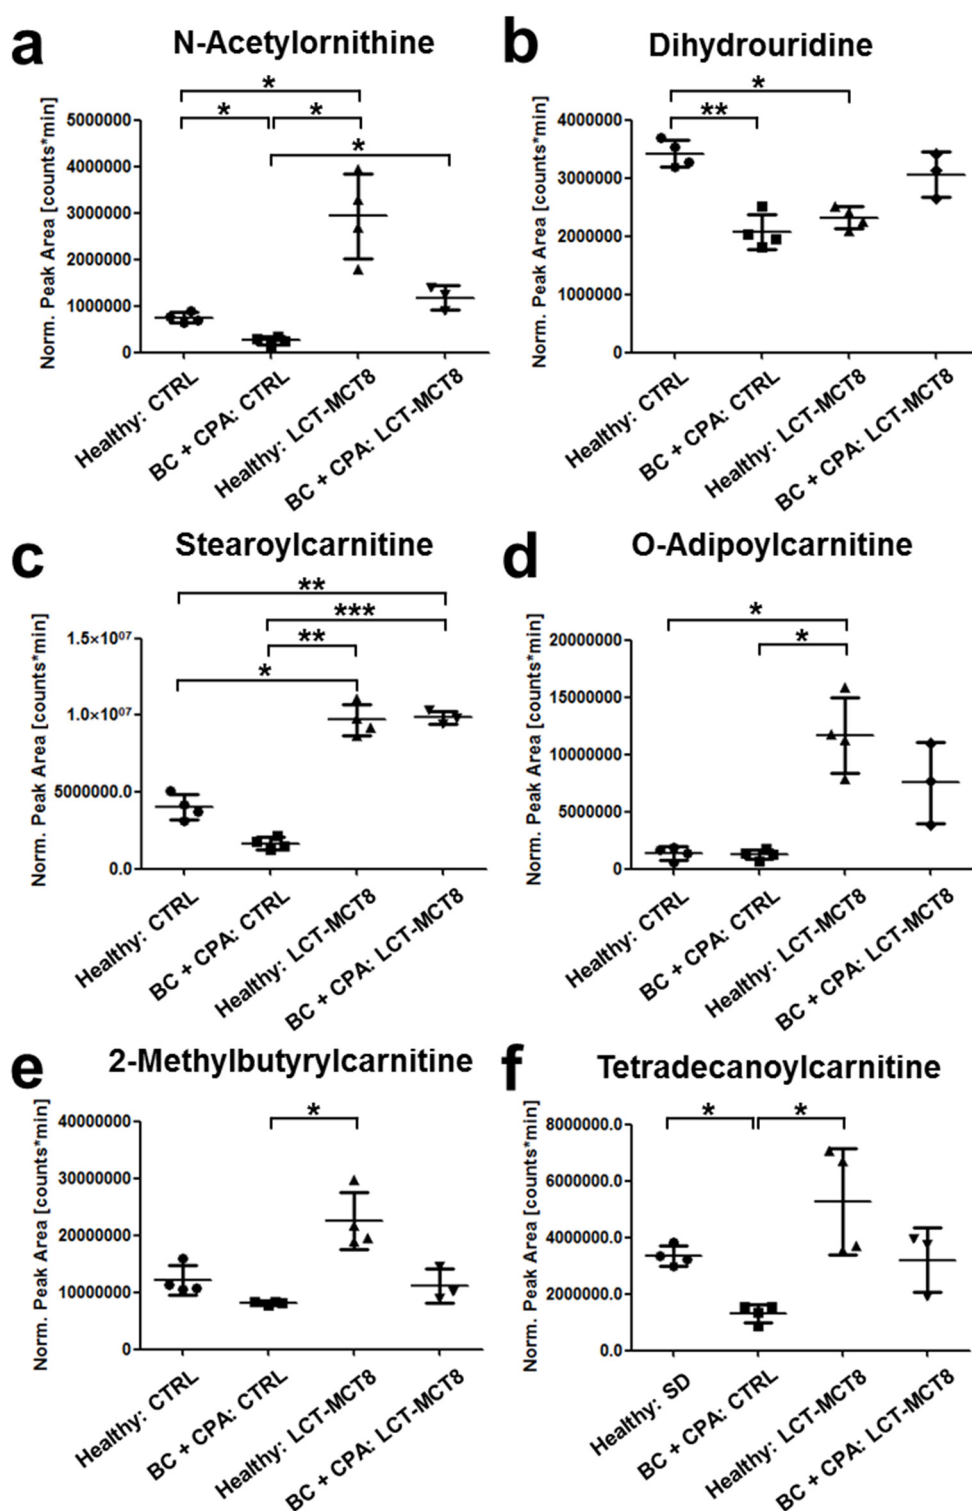 a
N-Acetylornithine
*
*
*
*
Norm. Peak Area [counts*min]
5000000
4000000
3000000
2000000
1000000
0
Healthy: CTRL
BC + CPA: CTRL
Healthy: LCT-MCT8
BC + CPA: LCT-MCT8
b
Dihydrouridine
*
**
Norm. Peak Area [counts*min]
4000000
3000000
2000000
1000000
0
Healthy: CTRL
BC + CPA: CTRL
Healthy: LCT-MCT8
BC + CPA: LCT-MCT8
c
Stearoylcarnitine
**
***
**
*
Norm. Peak Area [counts*min]
1.5×10⁰⁷
1.0×10⁰⁷
5000000.0
0.0
Healthy: CTRL
BC + CPA: CTRL
Healthy: LCT-MCT8
BC + CPA: LCT-MCT8
d
O-Adipoylcarnitine
*
*
Norm. Peak Area [counts*min]
20000000
15000000
10000000
5000000
0
Healthy: CTRL
BC + CPA: CTRL
Healthy: LCT-MCT8
BC + CPA: LCT-MCT8
e
2-Methylbutyrylcarnitine
*
Norm. Peak Area [counts*min]
40000000
30000000
20000000
10000000
0
Healthy: CTRL
BC + CPA: CTRL
Healthy: LCT-MCT8
BC + CPA: LCT-MCT8
f
Tetradecanoylcarnitine
*
*
Norm. Peak Area [counts*min]
8000000.0
6000000.0
4000000.0
2000000.0
0.0
Healthy: SD
BC + CPA: CTRL
Healthy: LCT-MCT8
BC + CPA: LCT-MCT8